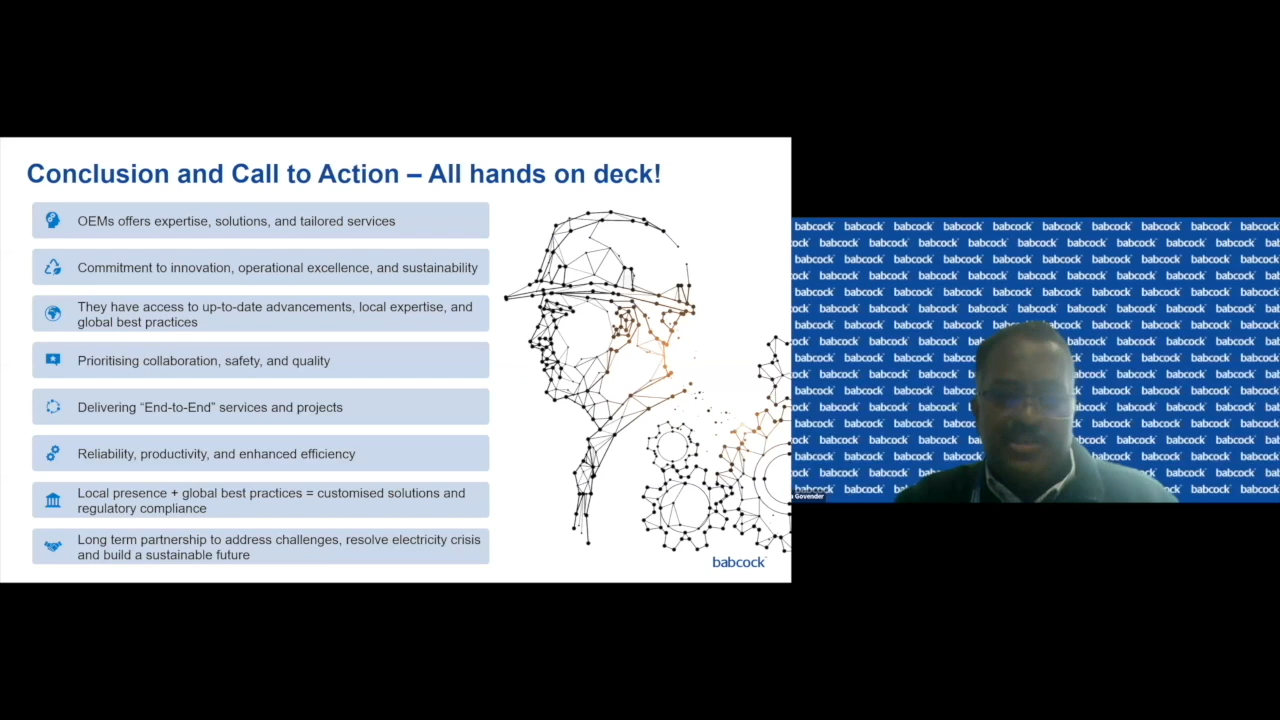 Conclusion and Call to Action – All hands on deck!
OEMs offers expertise, solutions, and tailored services
Commitment to innovation, operational excellence, and sustainability
They have access to up-to-date advancements, local expertise, and
global best practices
Prioritising collaboration, safety, and quality
Delivering “End-to-End” services and projects
Reliability, productivity, and enhanced efficiency
Local presence + global best practices = customised solutions and
regulatory compliance
Long term partnership to address challenges, resolve electricity crisis
and build a sustainable future
babcock
babcock babcock babcock babcock babcock babcock babcock babcock babcock babcock
Govender